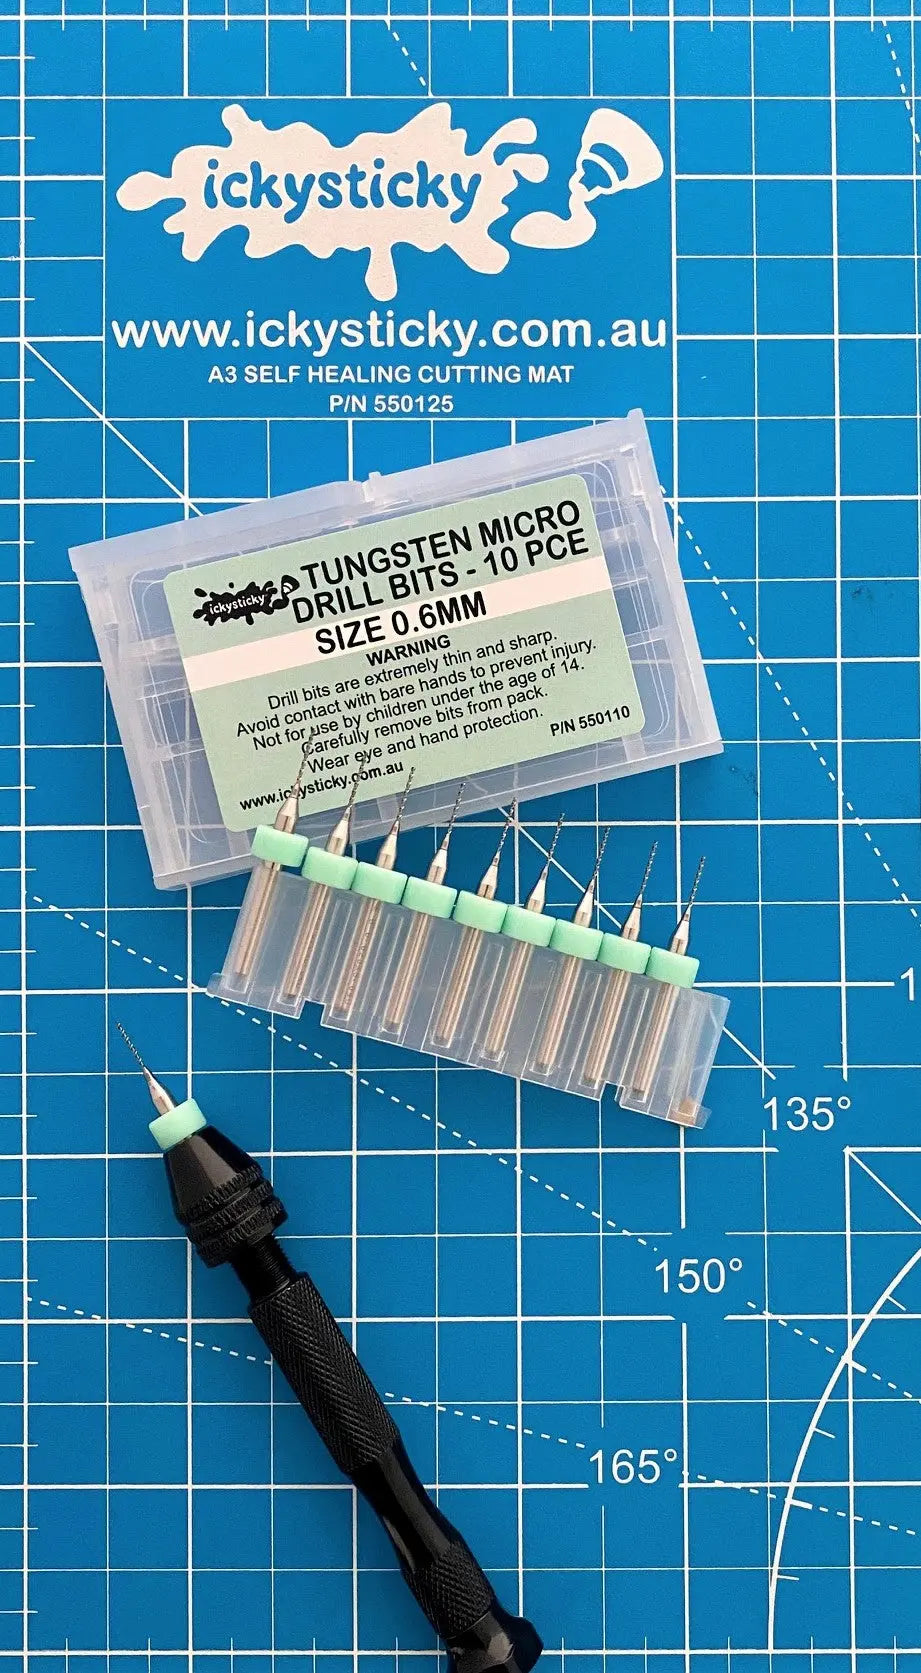 ickysticky
www.ickysticky.com.au
A3 SELF HEALING CUTTING MAT
P/N 550125
ickysticky
TUNGSTEN MICRO
DRILL BITS - 10 PCE
SIZE 0.6MM
WARNING
Drill bits are extremely thin and sharp.
Avoid contact with bare hands to prevent injury.
Not for use by children under the age of 14.
Carefully remove bits from pack.
Wear eye and hand protection.
P/N 550110
www.ickysticky.com.au
135°
150°
165°